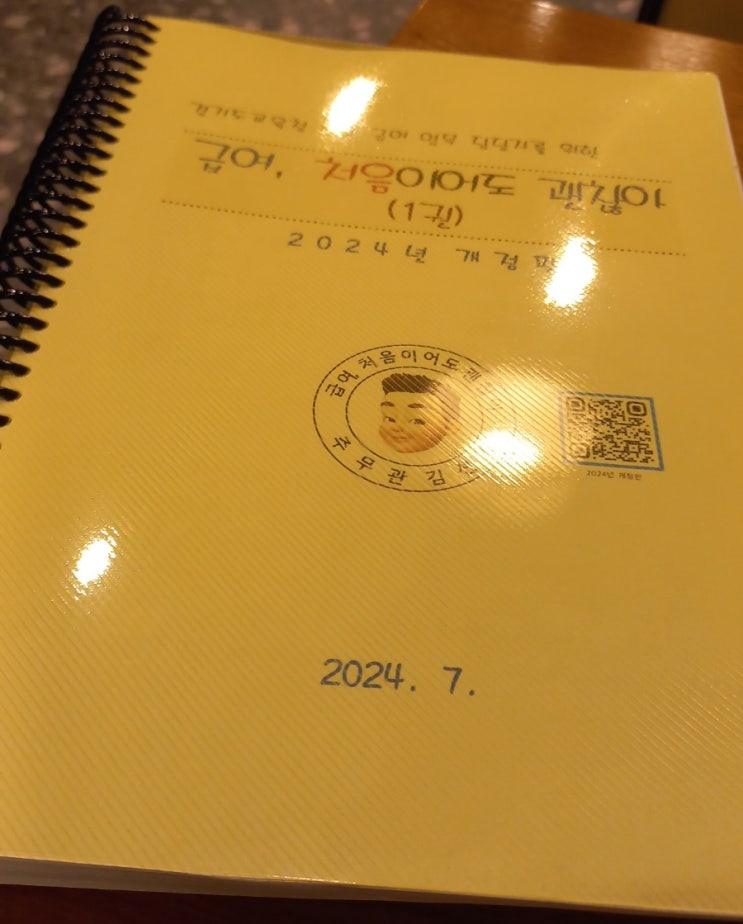 경기도교육청 급여 업무 담당자를 위한
급여, 처음이어도 괜찮아
(1권)
2024년 개정판
급여 처음이어도 괜
주무관 김
2024년 개정판
2024. 7.